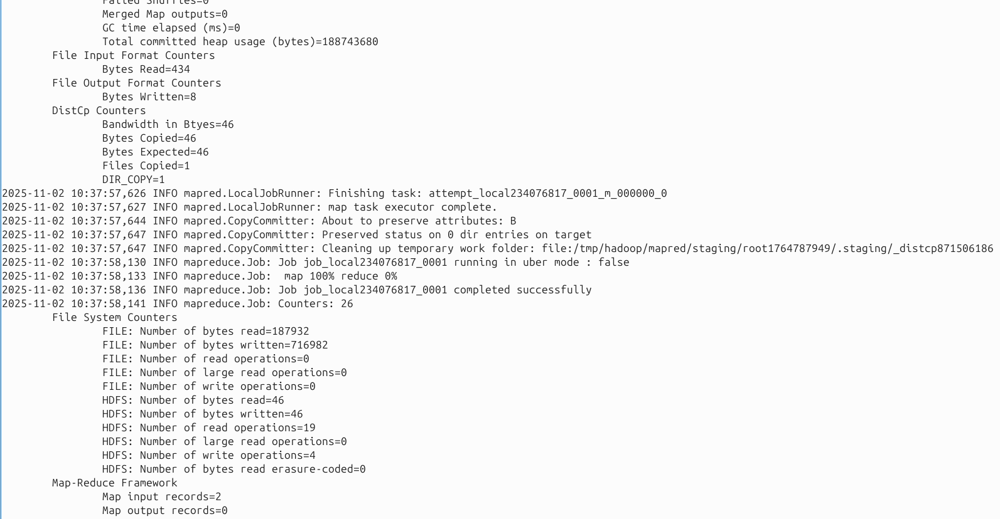 Failed Shuffles=0
Merged Map outputs=0
GC time elapsed (ms)=0
Total committed heap usage (bytes)=188743680
File Input Format Counters
Bytes Read=434
File Output Format Counters
Bytes Written=8
DistCp Counters
Bandwidth in Btyes=46
Bytes Copied=46
Bytes Expected=46
Files Copied=1
DIR_COPY=1
2025-11-02 10:37:57,626 INFO mapred.LocalJobRunner: Finishing task: attempt_local234076817_0001_m_000000_0
2025-11-02 10:37:57,627 INFO mapred.LocalJobRunner: map task executor complete.
2025-11-02 10:37:57,644 INFO mapred.CopyCommitter: About to preserve attributes: B
2025-11-02 10:37:57,647 INFO mapred.CopyCommitter: Preserved status on 0 dir entries on target
2025-11-02 10:37:57,647 INFO mapred.CopyCommitter: Cleaning up temporary work folder: file:/tmp/hadoop/mapred/staging/root1764787949/.staging/_distcp871506186
2025-11-02 10:37:58,130 INFO mapreduce.Job: Job job_local234076817_0001 running in uber mode : false
2025-11-02 10:37:58,133 INFO mapreduce.Job:  map 100% reduce 0%
2025-11-02 10:37:58,136 INFO mapreduce.Job: Job job_local234076817_0001 completed successfully
2025-11-02 10:37:58,141 INFO mapreduce.Job: Counters: 26
File System Counters
FILE: Number of bytes read=187932
FILE: Number of bytes written=716982
FILE: Number of read operations=0
FILE: Number of large read operations=0
FILE: Number of write operations=0
HDFS: Number of bytes read=46
HDFS: Number of bytes written=46
HDFS: Number of read operations=19
HDFS: Number of large read operations=0
HDFS: Number of write operations=4
HDFS: Number of bytes read erasure-coded=0
Map-Reduce Framework
Map input records=2
Map output records=0